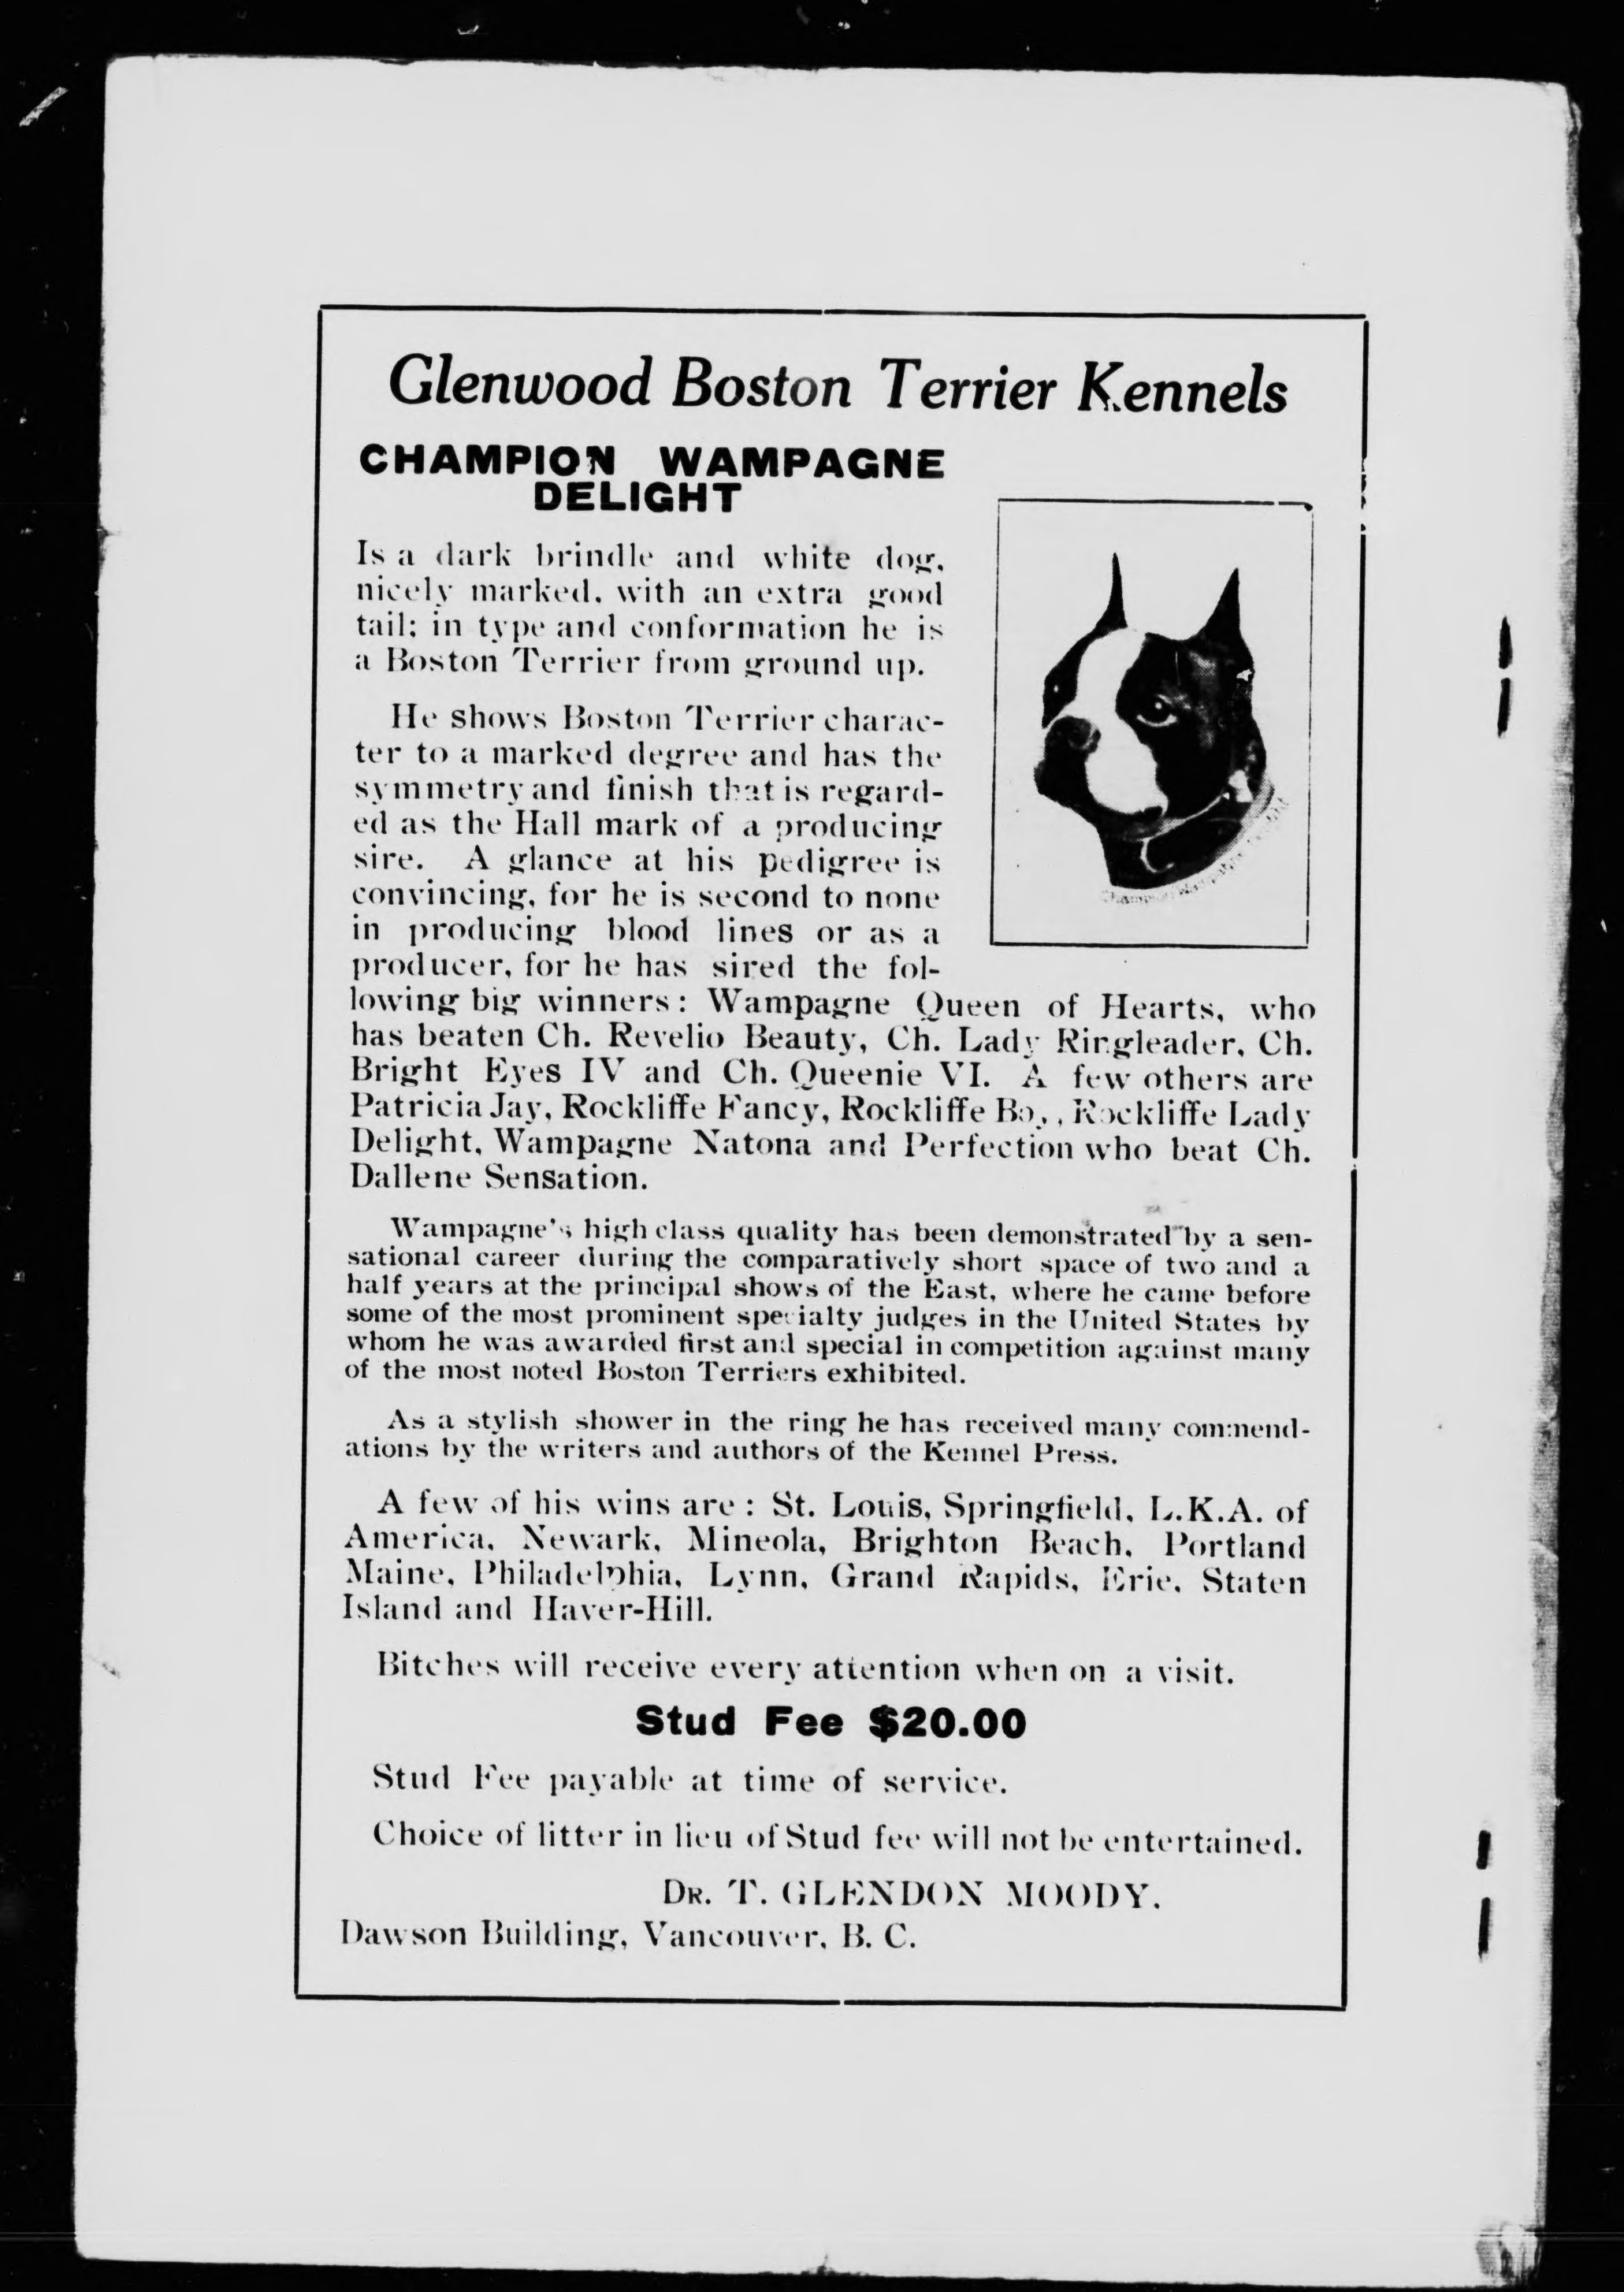 Glenwood Boston Terrier Kennels
CHAMPION WAMPAGNE
DELIGHT
Is a dark brindle and white dog,
nicely marked, with an extra good
tail; in type and conformation he is
a Boston Terrier from ground up.
He shows Boston Terrier charac-
ter to a marked degree and has the
symmetry and finish that is regard-
ed as the Hall mark of a producing
sire. A glance at his pedigree is
convincing, for he is second to none
in producing blood lines or as a
producer, for he has sired the fol-
lowing big winners: Wampagne Queen of Hearts, who
has beaten Ch. Revelio Beauty, Ch. Lady Ringleader, Ch.
Bright Eyes IV and Ch. Queenie VI. A few others are
Patricia Jay, Rockliffe Fancy, Rockliffe Rockliffe Lady
Delight, Wampagne Natona and Perfection who beat Ch.
Dallene Sensation.
Wampagne's high class quality has been demonstrated by a sen-
sational career during the comparatively short space of two and a
half years at the principal shows of the East, where he came before
some of the most prominent specialty judges in the United States by
whom he was awarded first and special in competition against many
of the most noted Boston Terriers exhibited.
As a stylish shower in the ring he has received many commend-
ations by the writers and authors of the Kennel Press.
A few of his wins are: St. Louis, Springfield, L.K.A. of
America, Newark, Mineola, Brighton Beach, Portland
Maine, Philadelphia, Lynn, Grand Rapids, Erie, Staten
Island and Haver-Hill.
Bitches will receive every attention when on a visit.
Stud Fee $20.00
Stud Fee payable at time of service.
Choice of litter in lieu of Stud fee will not be entertained.
DR. T. GLENDON MOODY.
Dawson Building, Vancouver, B. C.